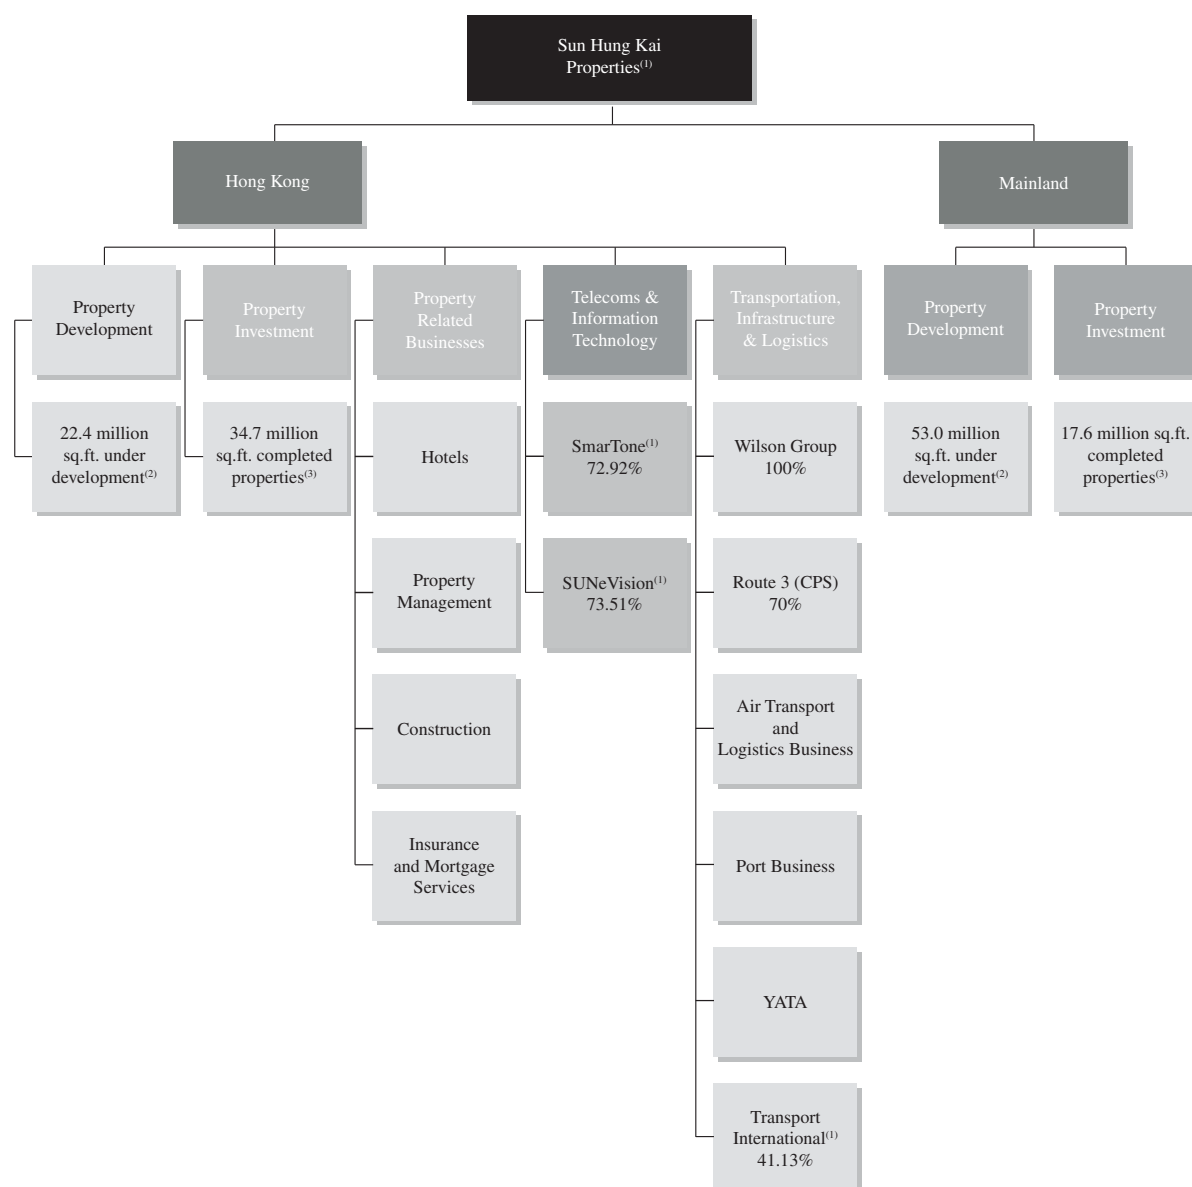 Sun Hung Kai
Properties(1)
Hong Kong
Mainland
Property
Development
Property
Investment
Property
Related
Businesses
Telecoms &
Information
Technology
Transportation,
Infrastructure
& Logistics
Property
Development
Property
Investment
22.4 million
sq.ft. under
development(2)
34.7 million
sq.ft. completed
properties(3)
Hotels
SmarTone(1)
72.92%
Wilson Group
100%
53.0 million
sq.ft. under
development(2)
17.6 million sq.ft.
completed
properties(3)
Property
Management
SUNeVision(1)
73.51%
Route 3 (CPS)
70%
Construction
Air Transport
and
Logistics Business
Insurance
and Mortgage
Services
Port Business
YATA
Transport
International(1)
41.13%